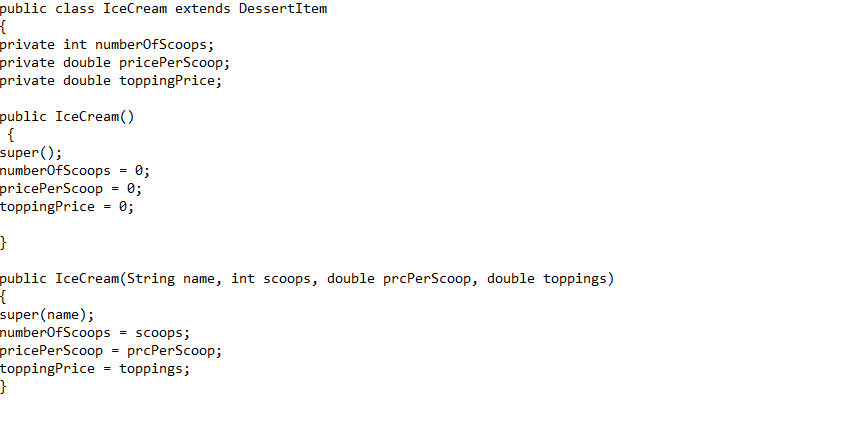 public class IceCream extends DessertItem
{
private int numberOfScoops;
private double pricePerScoop;
private double toppingPrice;
public IceCream()
{
super();
numberOfScoops = 0;
pricePerScoop = 0;
toppingPrice = 0;
}
public IceCream(String name, int scoops, double prcPerScoop, double toppings)
{
super(name);
numberOfScoops = scoops;
pricePerScoop = prcPerScoop;
toppingPrice = toppings;
}